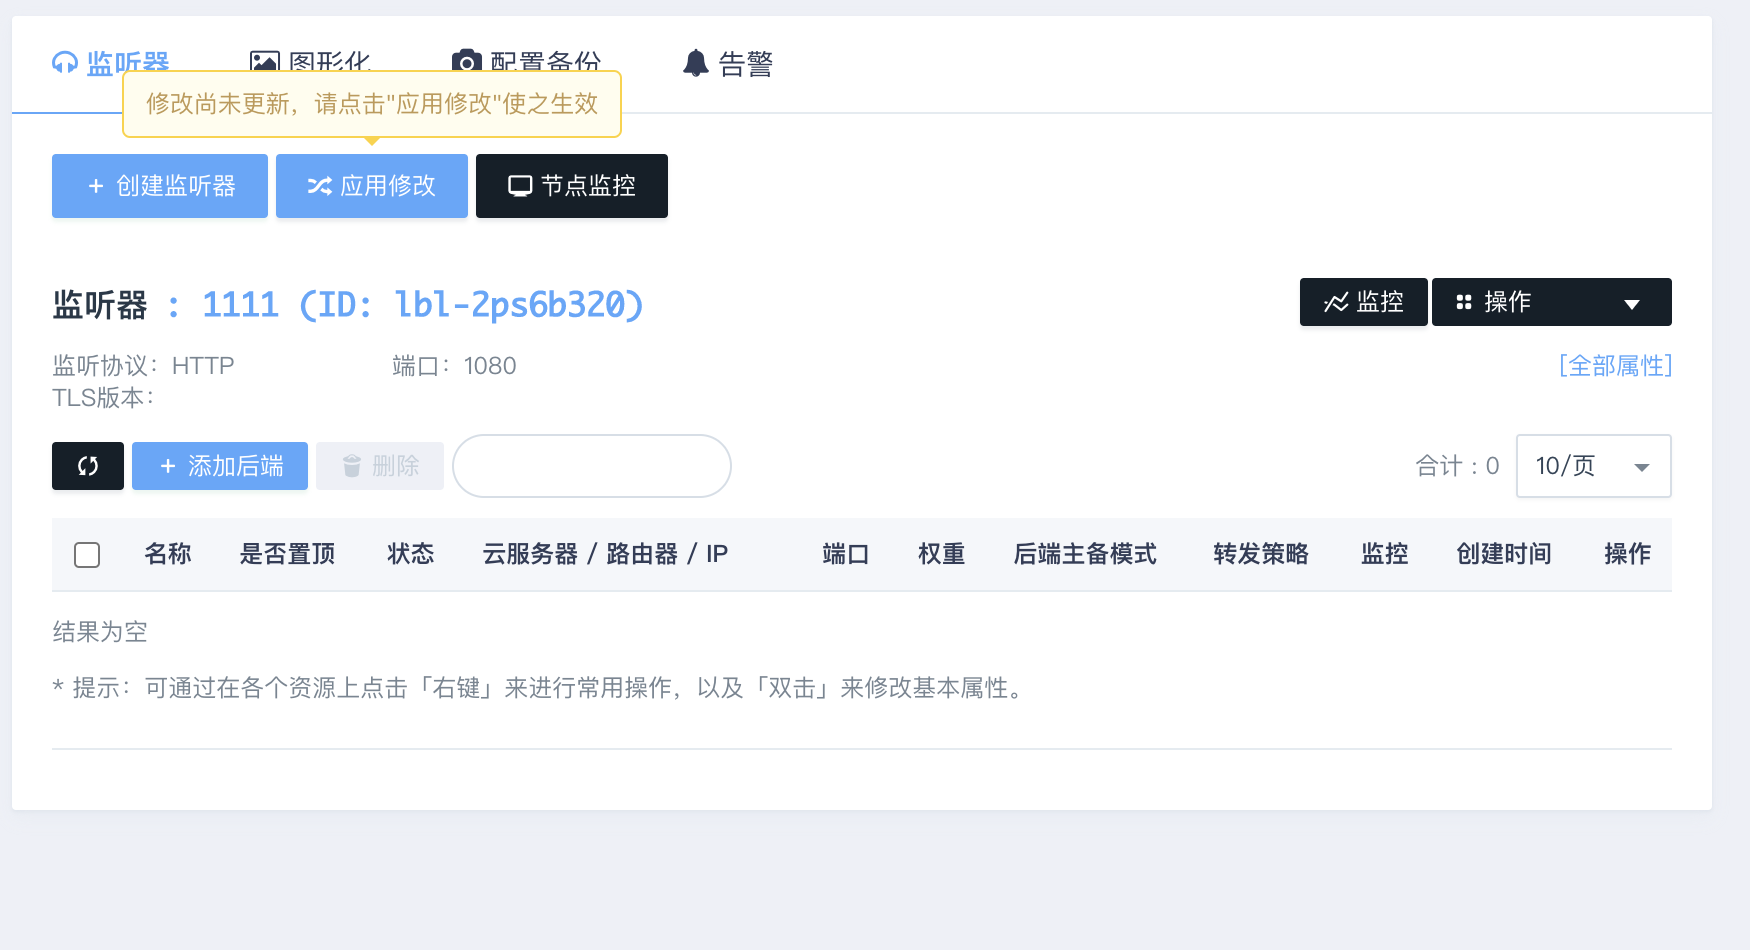 监听器 图形化 配置备份 告警
修改尚未更新，请点击"应用修改"使之生效
+ 创建监听器 应用修改 节点监控
监听器 : 1111 (ID: lbl-2ps6b320) 监控 操作
监听协议：HTTP 端口：1080 [全部属性]
TLS版本：
+ 添加后端 删除 合计 : 0 10/页
名称 是否置顶 状态 云服务器 / 路由器 / IP 端口 权重 后端主备模式 转发策略 监控 创建时间 操作
结果为空
* 提示：可通过在各个资源上点击「右键」来进行常用操作，以及「双击」来修改基本属性。